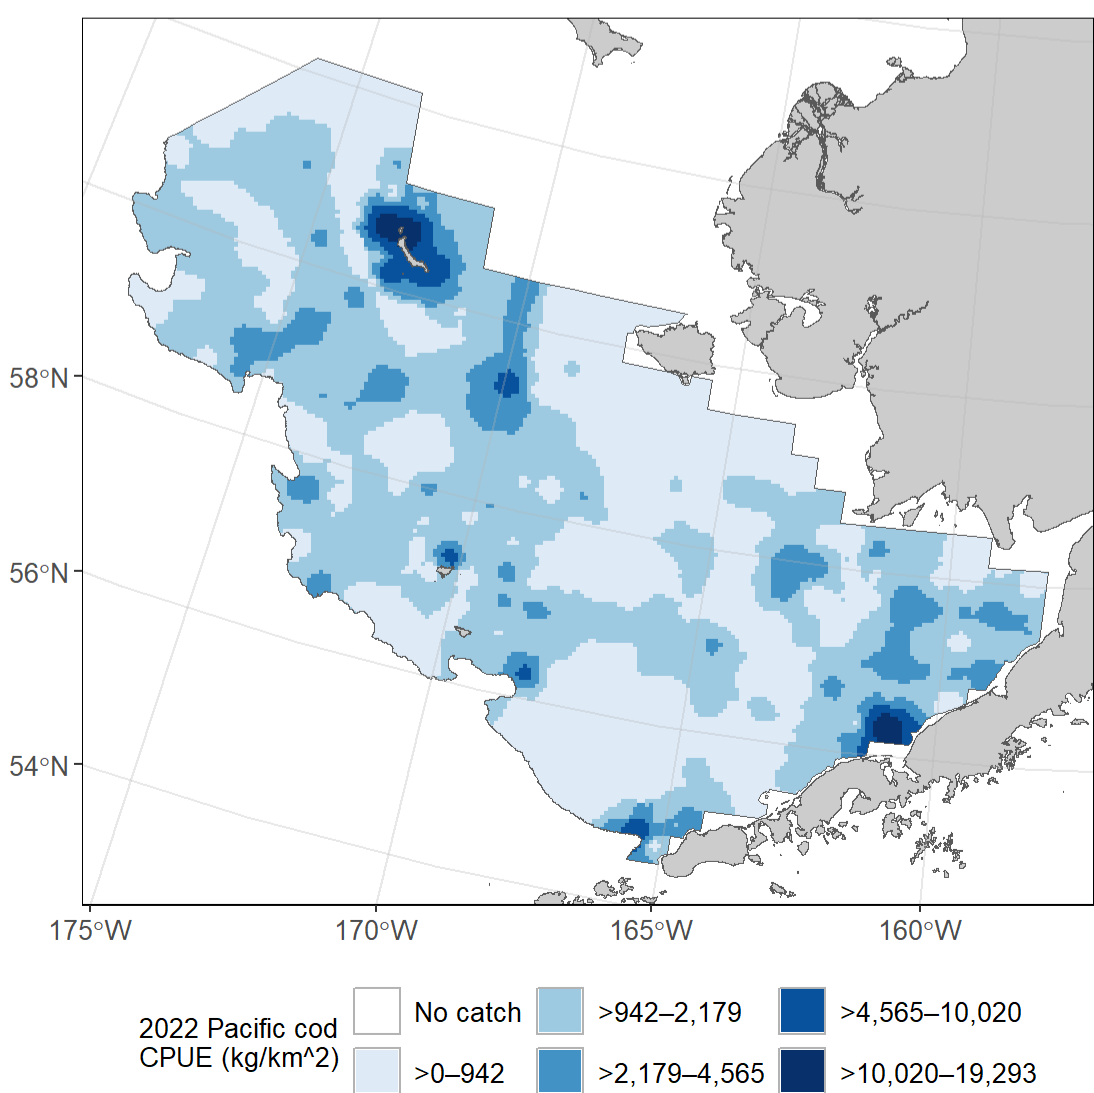 58°N
56°N
54°N
175°W 170°W 165°W 160°W
2022 Pacific cod
CPUE (kg/km^2)
No catch >942–2,179 >4,565–10,020
>0–942 >2,179–4,565 >10,020–19,293